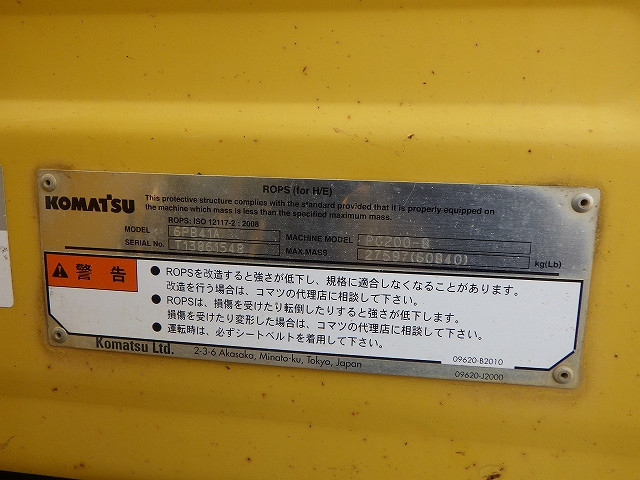 ROPS (for H/E)
KOMATSU
This protective structure complies with the standard provided that it is properly equipped on
the machine which mass is less than the specified maximum mass.
ROPS: ISO 12117-2 : 2008
MODEL 6PB41A MACHINE MODEL PC200-8
SERIAL No. T13961548 MAX.MASS 27597(60840) kg(Lb)
警告
● ROPSを改造すると強さが低下し、規格に適合しなくなることがあります。
改造を行う場合は、コマツの代理店に相談して下さい。
● ROPSは、損傷を受けたり転倒したりすると強さが低下します。
損傷を受けたり変形した場合は、コマツの代理店に相談して下さい。
● 運転時は、必ずシートベルトを着用して下さい。
Komatsu Ltd. 2-3-6 Akasaka, Minato-ku, Tokyo, Japan
09620-B2010
09620-J2000